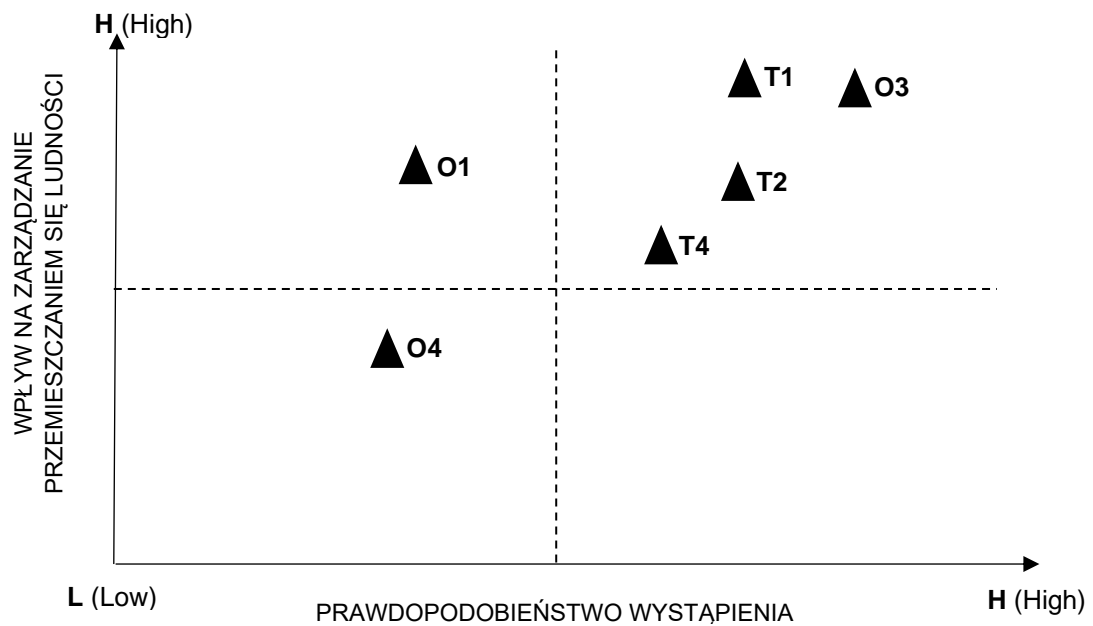 H (High)
T1
O3
O1
T2
T4
O4
WPŁYW NA ZARZĄDZANIE
PRZEMIESZCZANIEM SIĘ LUDNOŚCI
L (Low)
H (High)
PRAWDOPODOBIEŃSTWO WYSTĄPIENIA